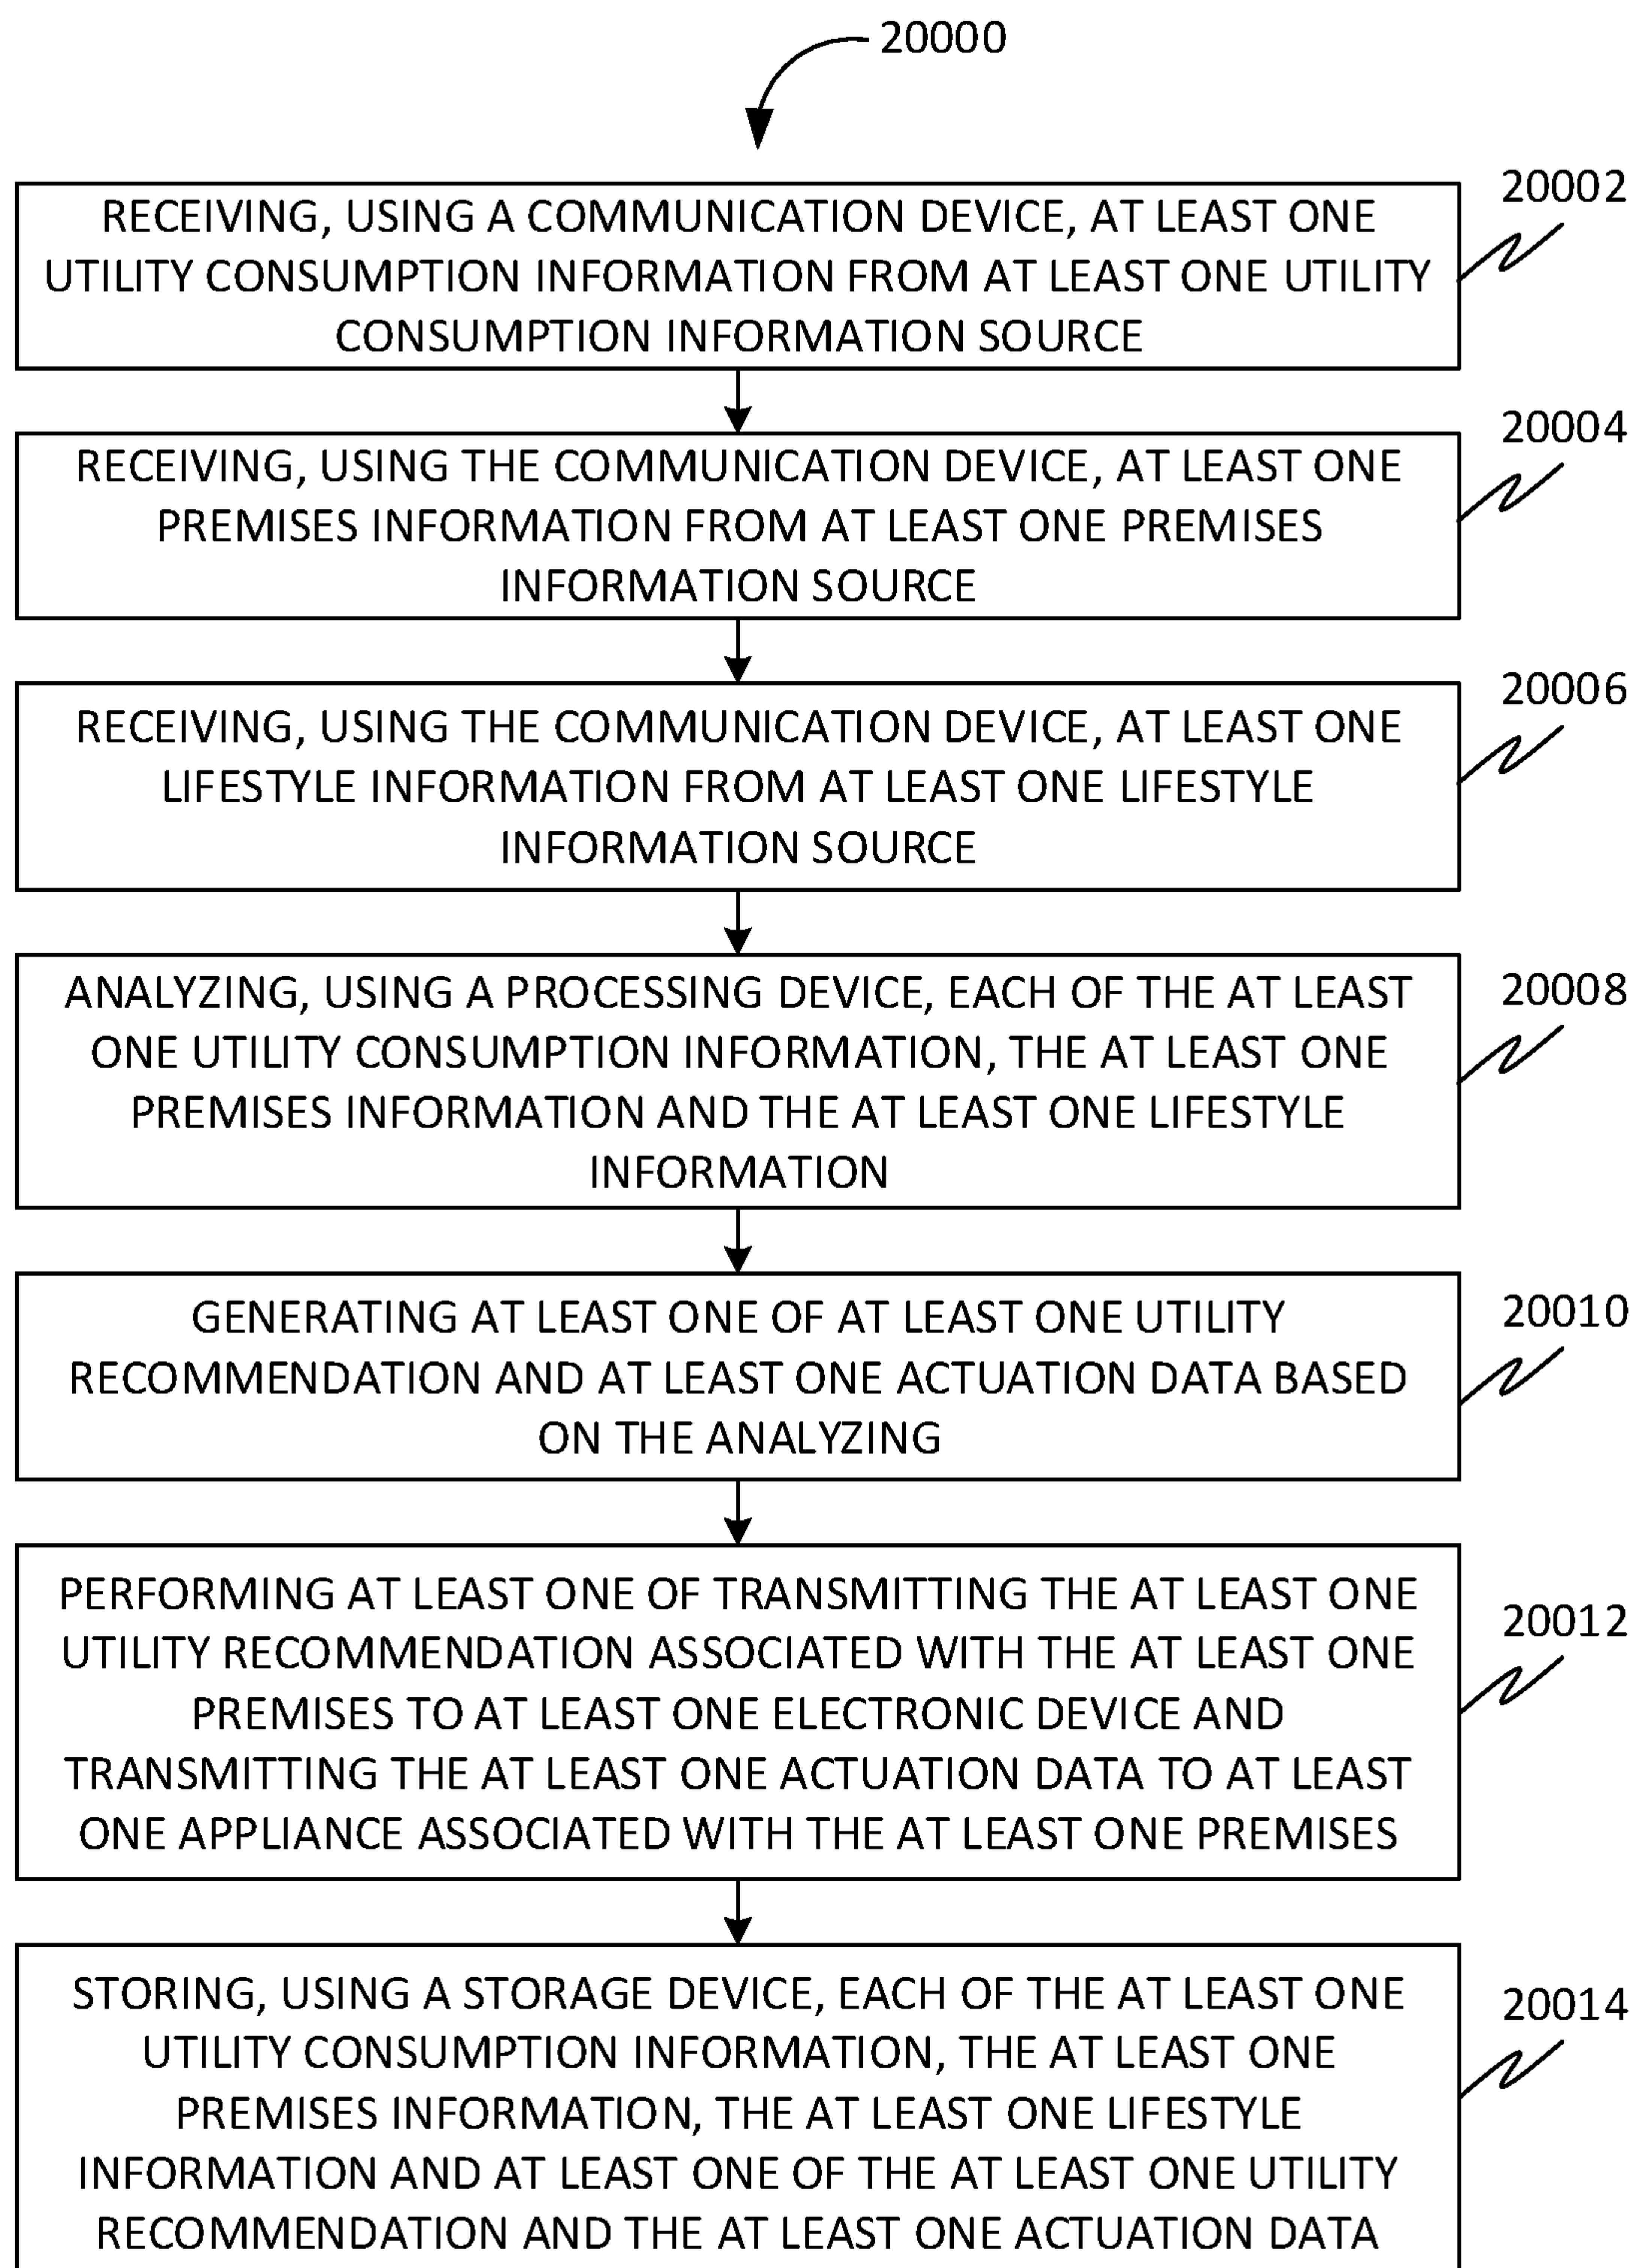 20000
20002
RECEIVING, USING A COMMUNICATION DEVICE, AT LEAST ONE
UTILITY CONSUMPTION INFORMATION FROM AT LEAST ONE UTILITY
CONSUMPTION INFORMATION SOURCE
20004
RECEIVING, USING THE COMMUNICATION DEVICE, AT LEAST ONE
PREMISES INFORMATION FROM AT LEAST ONE PREMISES
INFORMATION SOURCE
20006
RECEIVING, USING THE COMMUNICATION DEVICE, AT LEAST ONE
LIFESTYLE INFORMATION FROM AT LEAST ONE LIFESTYLE
INFORMATION SOURCE
20008
ANALYZING, USING A PROCESSING DEVICE, EACH OF THE AT LEAST
ONE UTILITY CONSUMPTION INFORMATION, THE AT LEAST ONE
PREMISES INFORMATION AND THE AT LEAST ONE LIFESTYLE
INFORMATION
20010
GENERATING AT LEAST ONE OF AT LEAST ONE UTILITY
RECOMMENDATION AND AT LEAST ONE ACTUATION DATA BASED
ON THE ANALYZING
20012
PERFORMING AT LEAST ONE OF TRANSMITTING THE AT LEAST ONE
UTILITY RECOMMENDATION ASSOCIATED WITH THE AT LEAST ONE
PREMISES TO AT LEAST ONE ELECTRONIC DEVICE AND
TRANSMITTING THE AT LEAST ONE ACTUATION DATA TO AT LEAST
ONE APPLIANCE ASSOCIATED WITH THE AT LEAST ONE PREMISES
20014
STORING, USING A STORAGE DEVICE, EACH OF THE AT LEAST ONE
UTILITY CONSUMPTION INFORMATION, THE AT LEAST ONE
PREMISES INFORMATION, THE AT LEAST ONE LIFESTYLE
INFORMATION AND AT LEAST ONE OF THE AT LEAST ONE UTILITY
RECOMMENDATION AND THE AT LEAST ONE ACTUATION DATA